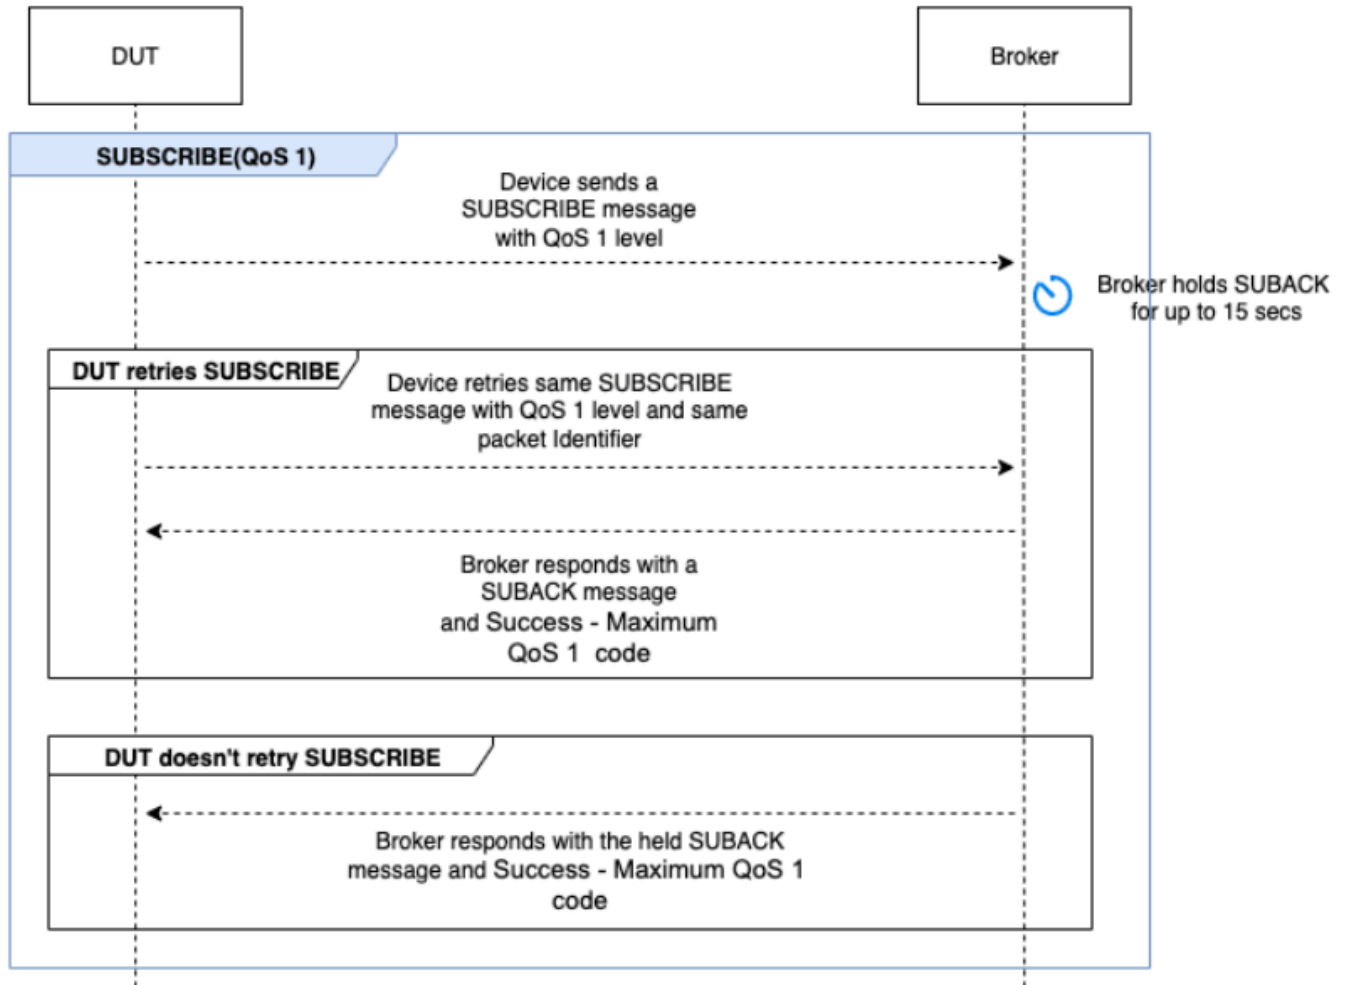 DUT
Broker
SUBSCRIBE(QoS 1)
Device sends a
SUBSCRIBE message
with QoS 1 level
Broker holds SUBACK
for up to 15 secs
DUT retries SUBSCRIBE
Device retries same SUBSCRIBE
message with QoS 1 level and same
packet Identifier
Broker responds with a
SUBACK message
and Success - Maximum
QoS 1 code
DUT doesn't retry SUBSCRIBE
Broker responds with the held SUBACK
message and Success - Maximum QoS 1
code